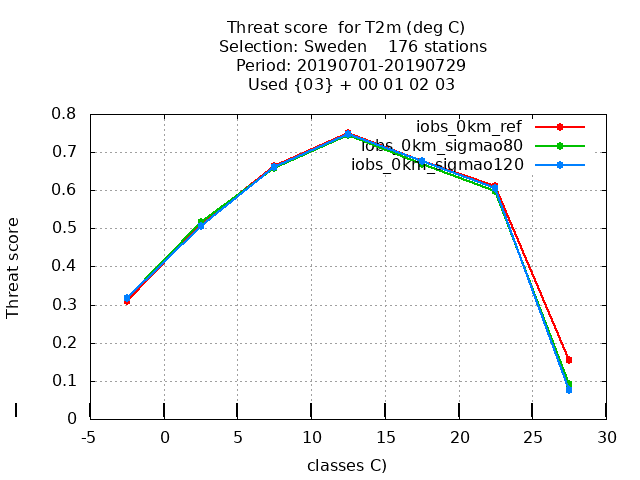 Threat score  for T2m (deg C)
Selection: Sweden    176 stations
Period: 20190701-20190729
Used {03} + 00 01 02 03
iobs_0km_ref
iobs_0km_sigmao80
iobs_0km_sigmao120
Threat score
0.8
0.7
0.6
0.5
0.4
0.3
0.2
0.1
0
-5 0 5 10 15 20 25 30
classes C)